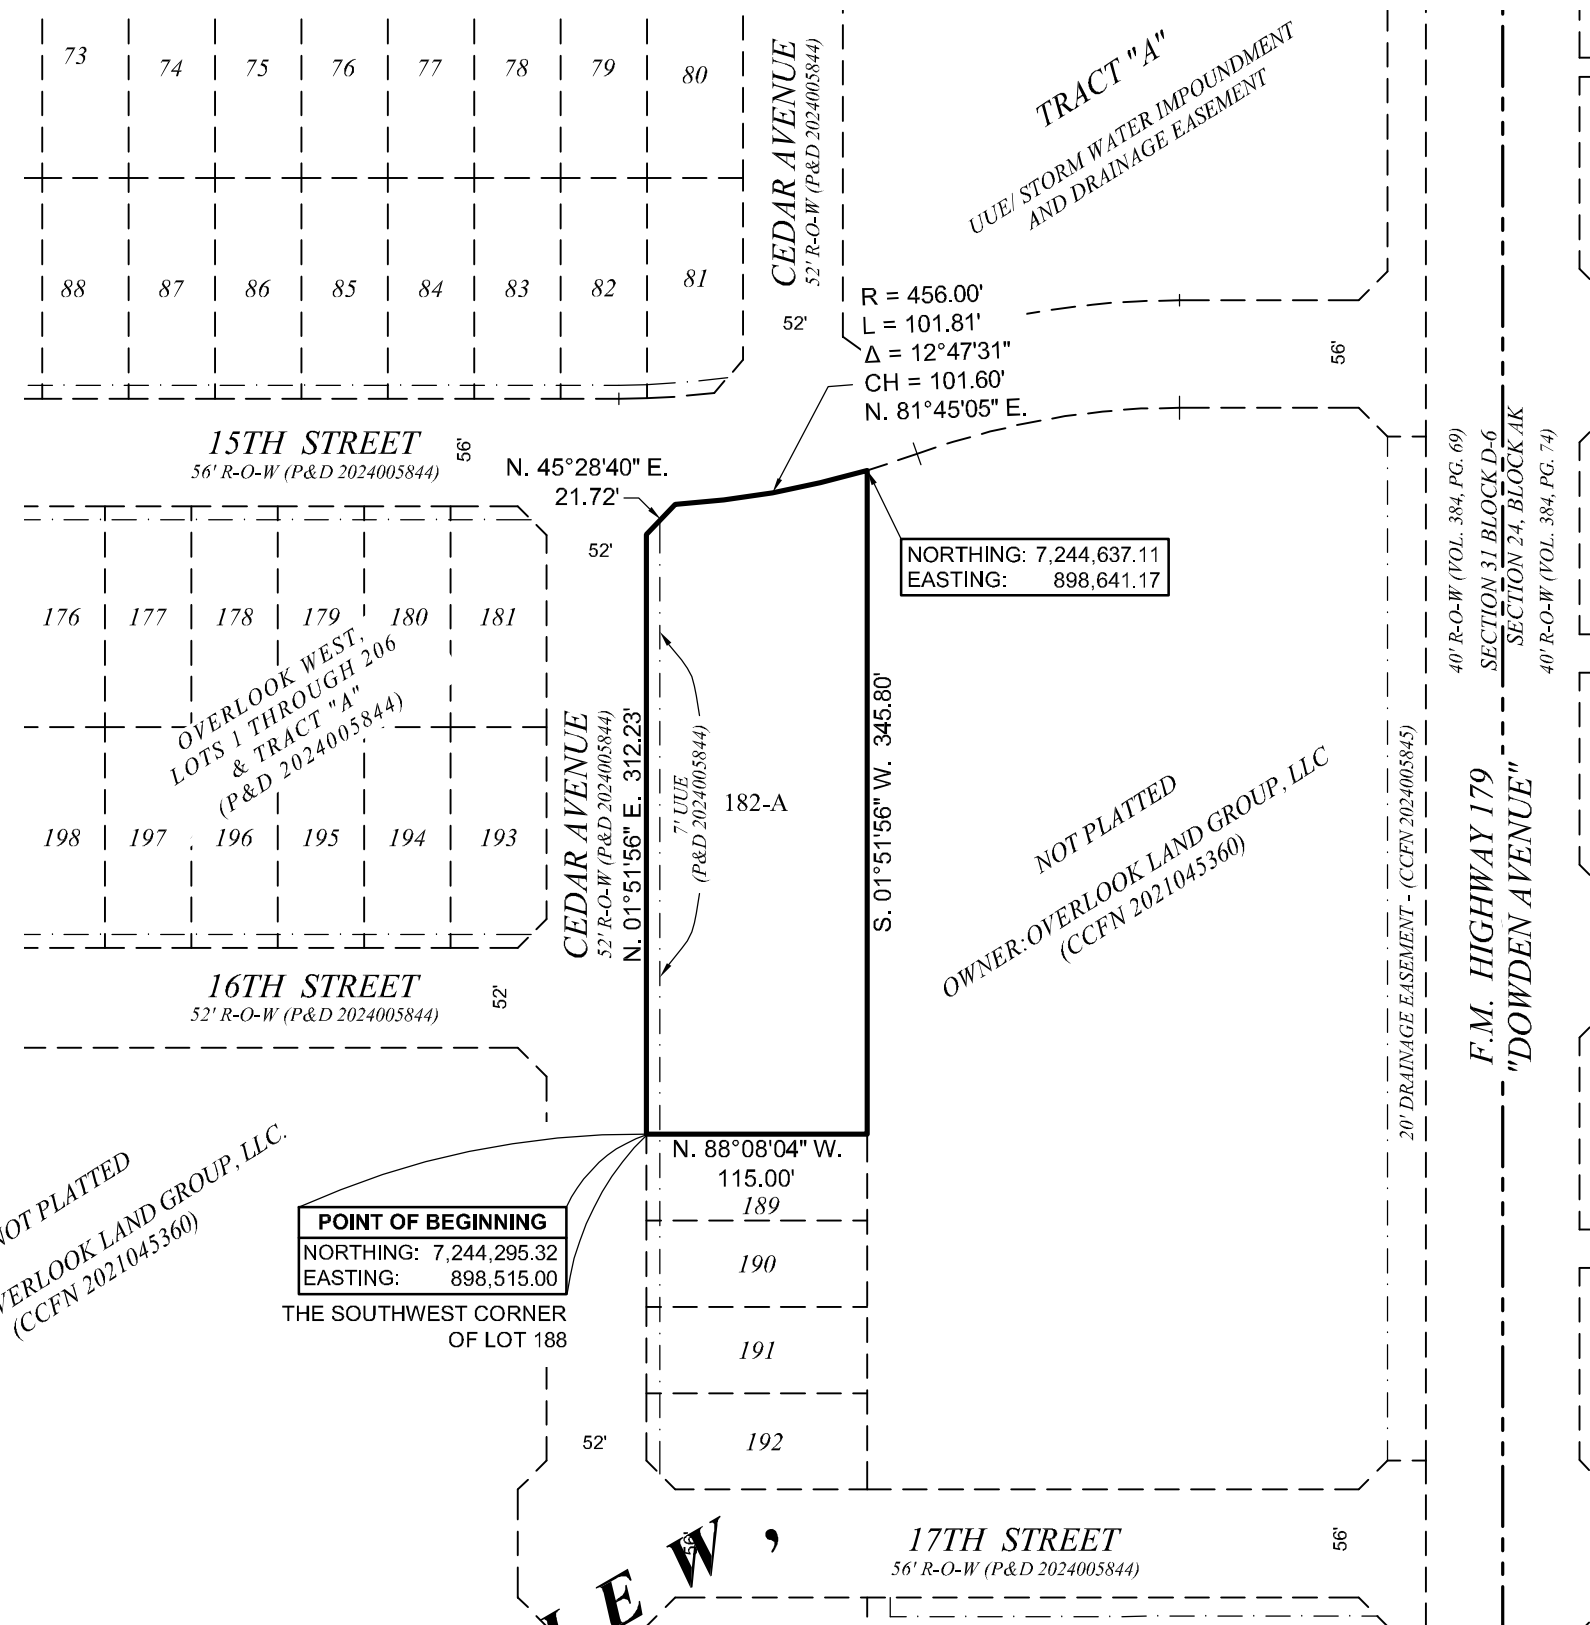 73
74
75
76
77
78
79
80
88
87
86
85
84
83
82
81
CEDAR AVENUE
52' R-O-W (P&D 2024005844)
52'
TRACT "A"
UUE/ STORM WATER IMPOUNDMENT
AND DRAINAGE EASEMENT
R = 456.00'
L = 101.81'
Δ = 12°47'31"
CH = 101.60'
N. 81°45'05" E.
56'
15TH STREET
56' R-O-W (P&D 2024005844)
56'
N. 45°28'40" E.
21.72'
52'
NORTHING: 7,244,637.11
EASTING: 898,641.17
40' R-O-W (VOL. 384, PG. 69)
SECTION 31 BLOCK D-6
SECTION 24, BLOCK AK
40' R-O-W (VOL. 384, PG. 74)
176
177
178
179
180
181
OVERLOOK WEST,
LOTS 1 THROUGH 206
& TRACT "A"
(P&D 2024005844)
198
197
196
195
194
193
CEDAR AVENUE
52' R-O-W (P&D 2024005844)
N. 01°51'56" E. 312.23'
7' UUE
(P&D 2024005844)
182-A
S. 01°51'56" W. 345.80'
NOT PLATTED
OWNER:OVERLOOK LAND GROUP, LLC
(CCFN 2021045360)
20' DRAINAGE EASEMENT - (CCFN 2024005845)
F.M. HIGHWAY 179
"DOWDEN AVENUE"
16TH STREET
52' R-O-W (P&D 2024005844)
52'
N. 88°08'04" W.
115.00'
189
190
191
192
NOT PLATTED
VERLOOK LAND GROUP, LLC.
(CCFN 2021045360)
POINT OF BEGINNING
NORTHING: 7,244,295.32
EASTING: 898,515.00
THE SOUTHWEST CORNER
OF LOT 188
52'
56'
EW,
17TH STREET
56' R-O-W (P&D 2024005844)
56'